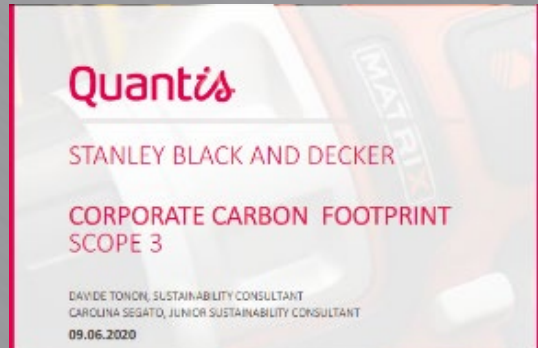 Quantis
STANLEY BLACK AND DECKER
CORPORATE CARBON FOOTPRINT
SCOPE 3
DAVIDE TONON, SUSTAINABILITY CONSULTANT
CAROLINA SEGATO, JUNIOR SUSTAINABILITY CONSULTANT
09.06.2020
MATRIX